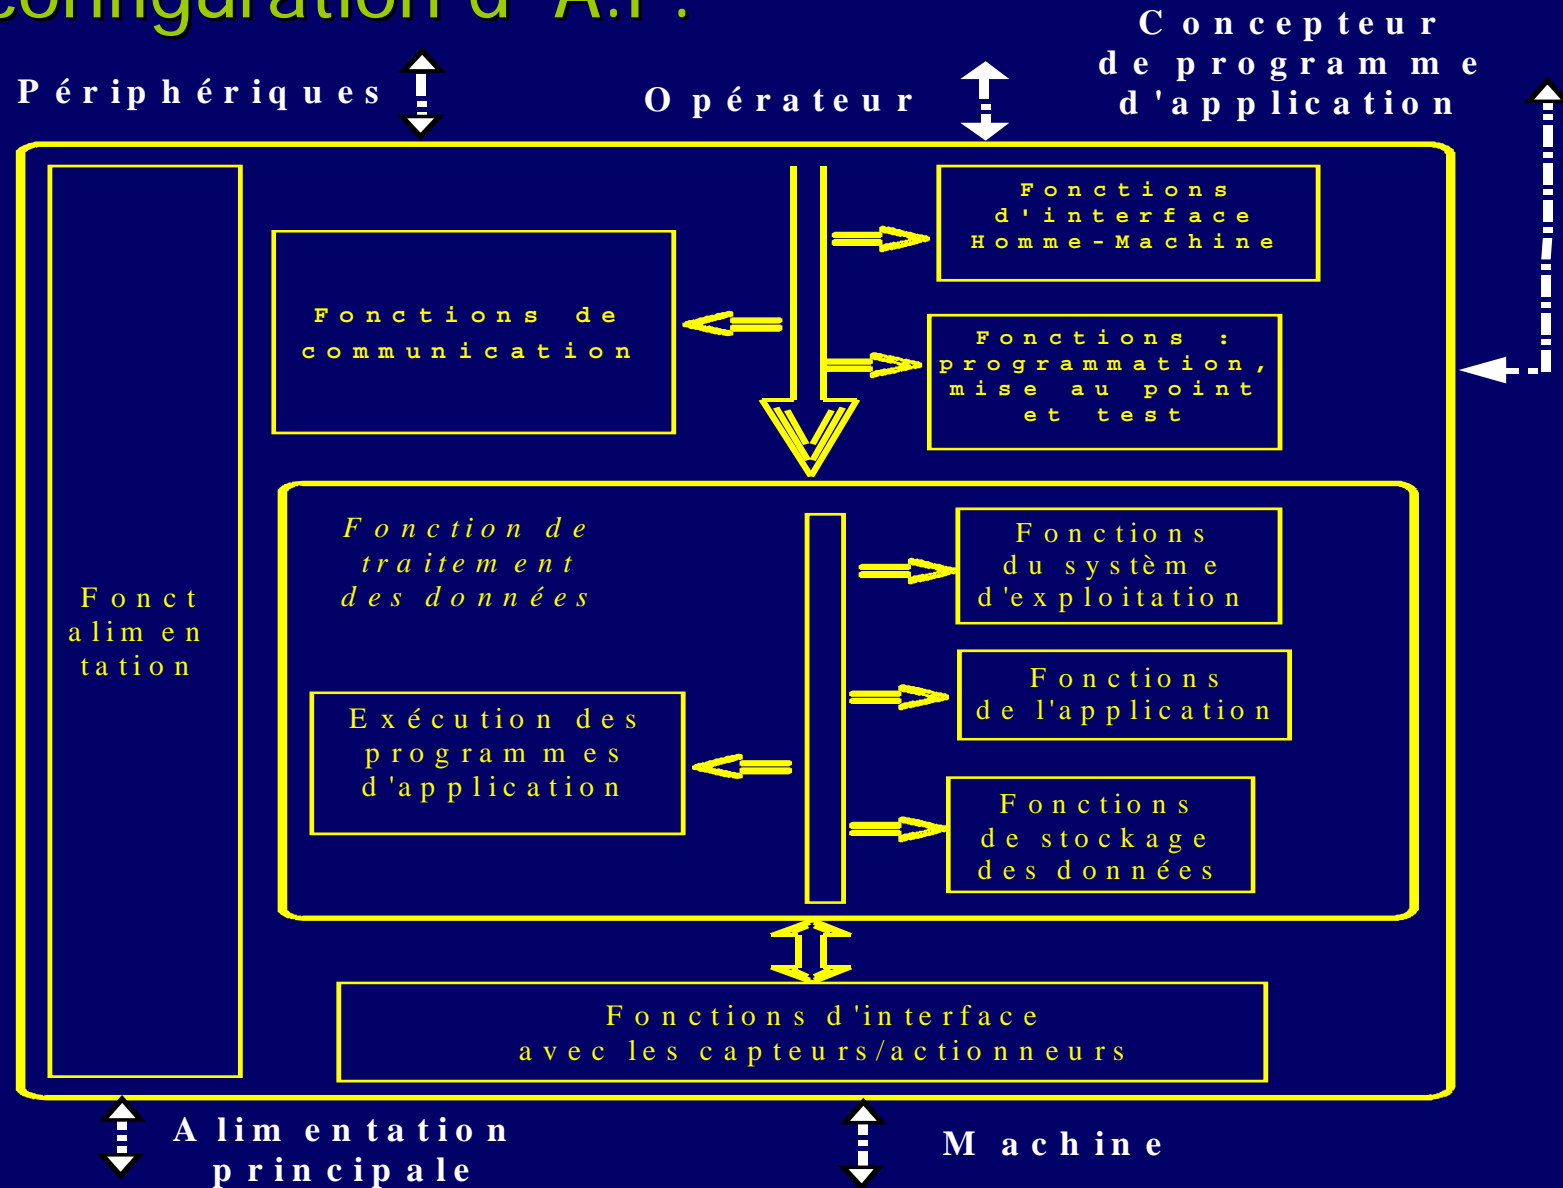 configuration d' A.P.
Périphériques
Opérateur
Concepteur
de programme
d'application
Fonctions
d'interface
Homme-Machine
Fonctions de
communication
Fonctions :
programmation,
mise au point
et test
Fonction de
traitement
des données
Fonctions
du système
d'exploitation
Fonct
alimen
tation
Fonctions
de l'application
Exécution des
programmes
d'application
Fonctions
de stockage
des données
Fonctions d'interface
avec les capteurs/actionneurs
Alimentation
principale
Machine